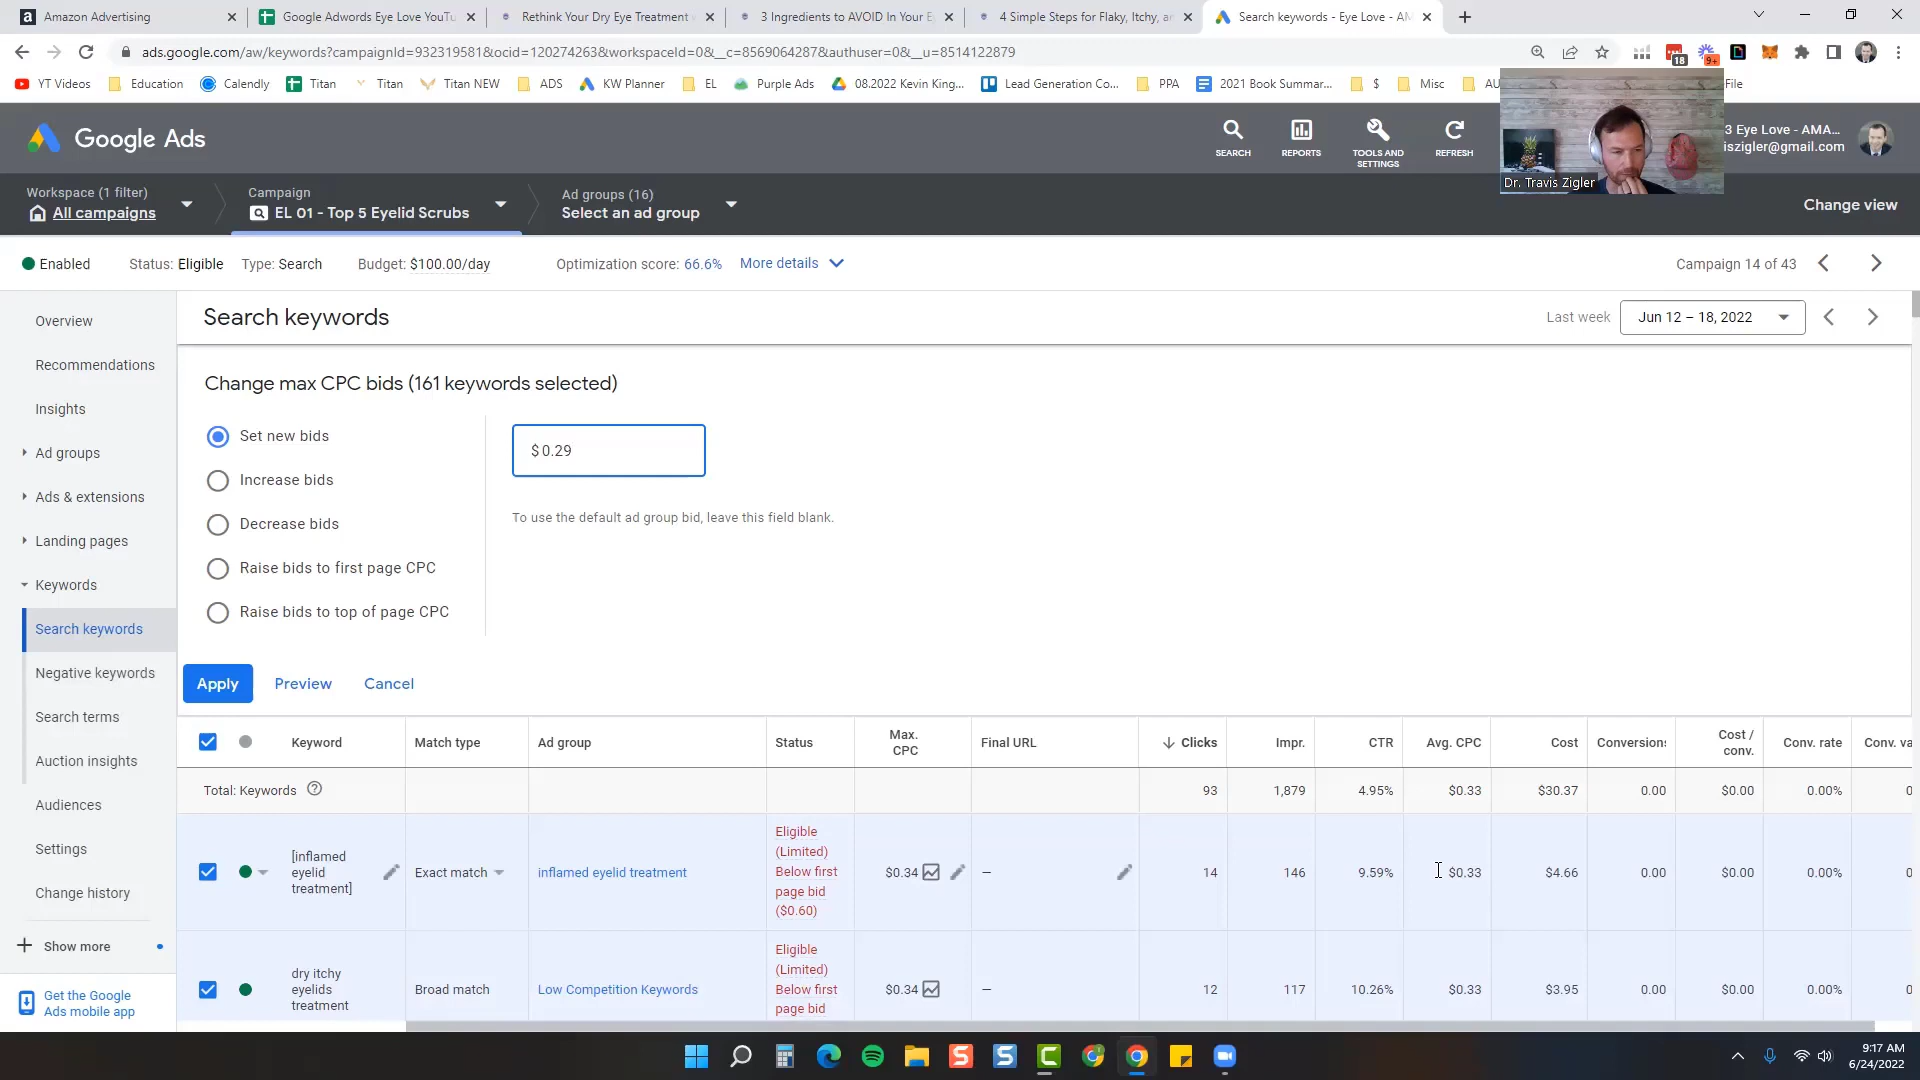 Amazon Advertising
Google Adwords Eye Love YouTu
Rethink Your Dry Eye Treatment
3 Ingredients to AVOID In Your E
4 Simple Steps for Flaky, Itchy, a
Search keywords - Eye Love - AM
ads.google.com/aw/keywords?campaignId=932319581&ocid=120274263&workspaceId=0&__c=8569064287&authuser=0&__u=8514122879
18
9+
YT Videos
Education
Calendly
Titan
Titan
Titan NEW
ADS
KW Planner
EL
Purple Ads
08.2022 Kevin King...
Lead Generation Co...
PPA
2021 Book Summar...
$
Misc
AU
File
Google Ads
SEARCH
REPORTS
TOOLS AND
SETTINGS
REFRESH
Dr. Travis Zigler
3 Eye Love - AMA...
iszigler@gmail.com
Workspace (1 filter)
All campaigns
Campaign
EL 01 - Top 5 Eyelid Scrubs
Ad groups (16)
Select an ad group
Change view
Enabled
Status: Eligible
Type: Search
Budget: $100.00/day
Optimization score: 66.6%
More details
Campaign 14 of 43
Overview
Recommendations
Insights
Ad groups
Ads & extensions
Landing pages
Keywords
Search keywords
Negative keywords
Search terms
Auction insights
Audiences
Settings
Change history
Show more
Get the Google
Ads mobile app
Search keywords
Last week
Jun 12 – 18, 2022
Change max CPC bids (161 keywords selected)
Set new bids
Increase bids
Decrease bids
Raise bids to first page CPC
Raise bids to top of page CPC
$ 0.29
To use the default ad group bid, leave this field blank.
Apply
Preview
Cancel
Keyword
Match type
Ad group
Status
Max.
CPC
Final URL
Clicks
Impr.
CTR
Avg. CPC
Cost
Conversions
Cost /
conv.
Conv. rate
Conv. va
Total: Keywords
93
1,879
4.95%
$0.33
$30.37
0.00
$0.00
0.00%
0
[inflamed
eyelid
treatment]
Exact match
inflamed eyelid treatment
Eligible
(Limited)
Below first
page bid
($0.60)
$0.34
—
14
146
9.59%
$0.33
$4.66
0.00
$0.00
0.00%
0
dry itchy
eyelids
treatment
Broad match
Low Competition Keywords
Eligible
(Limited)
Below first
page bid
$0.34
—
12
117
10.26%
$0.33
$3.95
0.00
$0.00
0.00%
0
9:17 AM
6/24/2022